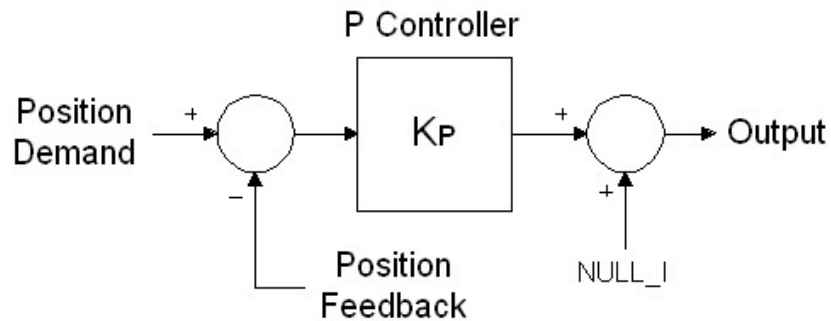 P Controller
Position
Demand
+
−
KP
+
+
Output
Position
Feedback
NULL_I